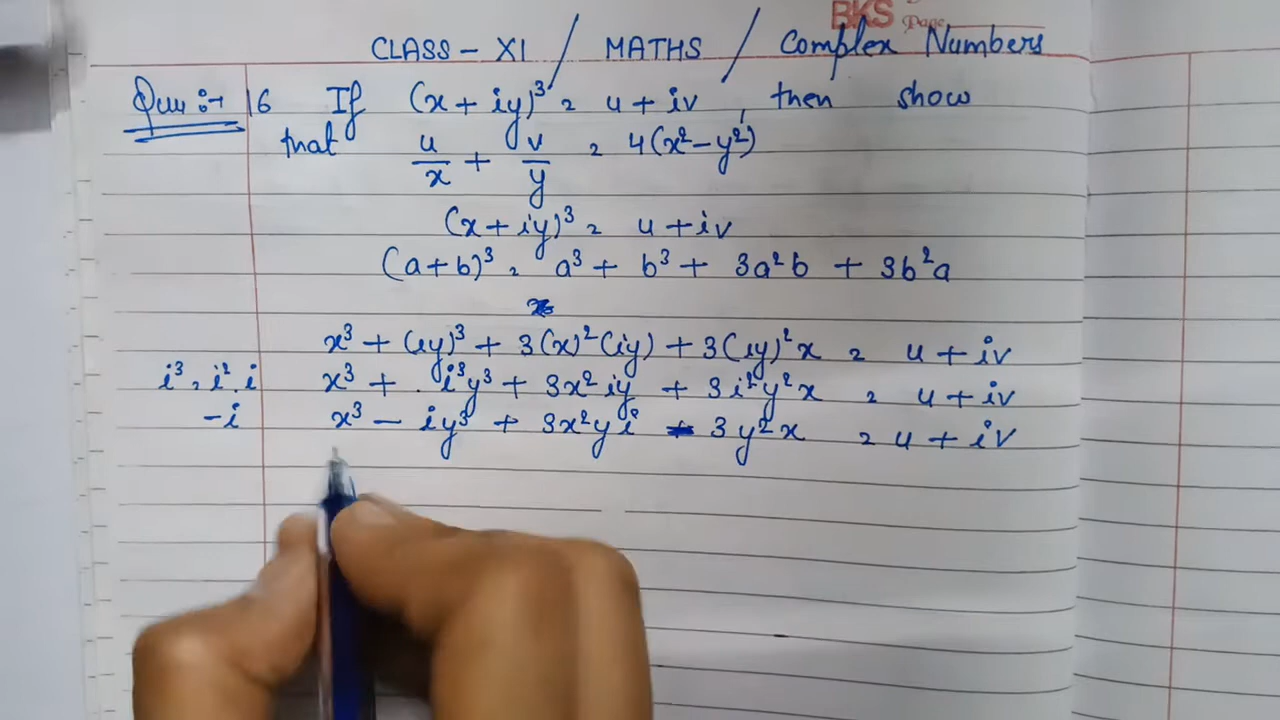 BKS
Page
CLASS - XI / MATHS / Complex Numbers
Que :- 16 If (x + iy)³ = u + iv, then show
that u/x + v/y = 4(x² - y²)
(x + iy)³ = u + iv
(a+b)³ = a³ + b³ + 3a²b + 3b²a
x³ + (iy)³ + 3(x)²(iy) + 3(iy)²x = u + iv
i³ = i².i x³ + i³y³ + 3x²iy + 3i²y²x = u + iv
-i x³ - iy³ + 3x²yi - 3y²x = u + iv